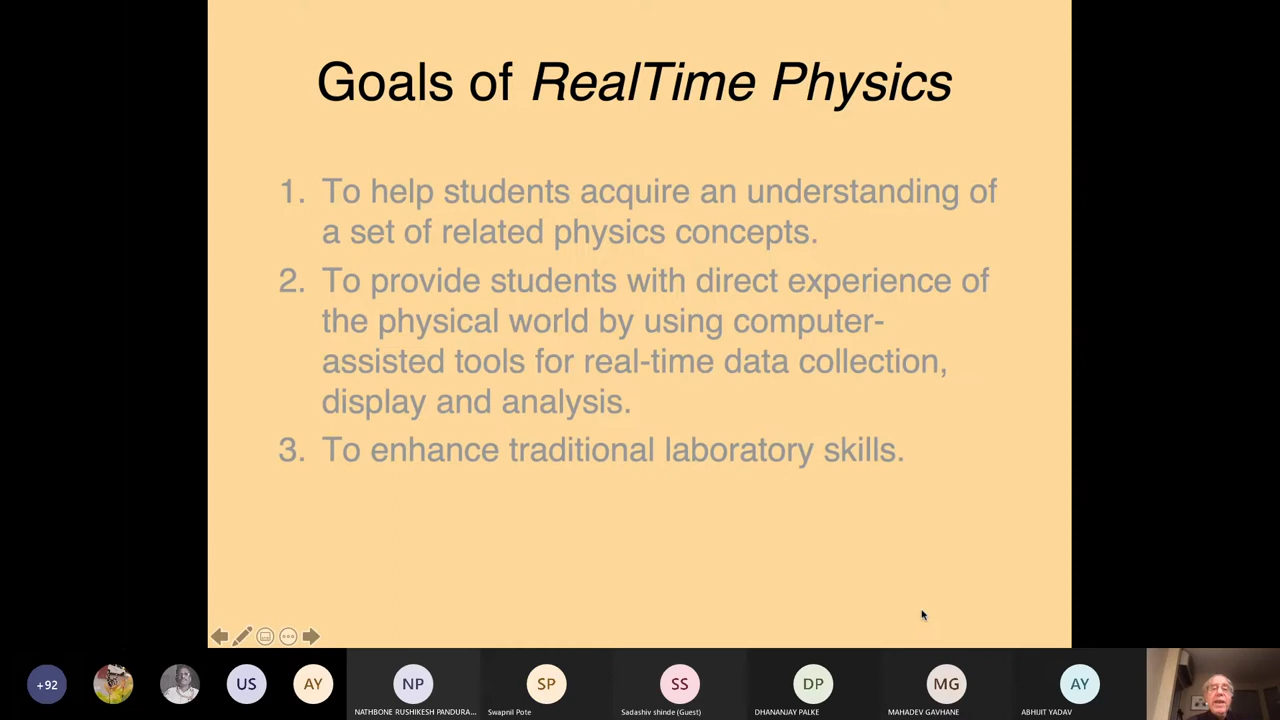 Goals of RealTime Physics
1. To help students acquire an understanding of
a set of related physics concepts.
2. To provide students with direct experience of
the physical world by using computer-
assisted tools for real-time data collection,
display and analysis.
3. To enhance traditional laboratory skills.
+92
US
AY
NP
SP
SS
DP
MG
AY
NATHBONE RUSHIKESH PANDURA...
Swapnil Pote
Sadashiv shinde (Guest)
DHANANJAY PALKE
MAHADEV GAVHANE
ABHIJIT YADAV